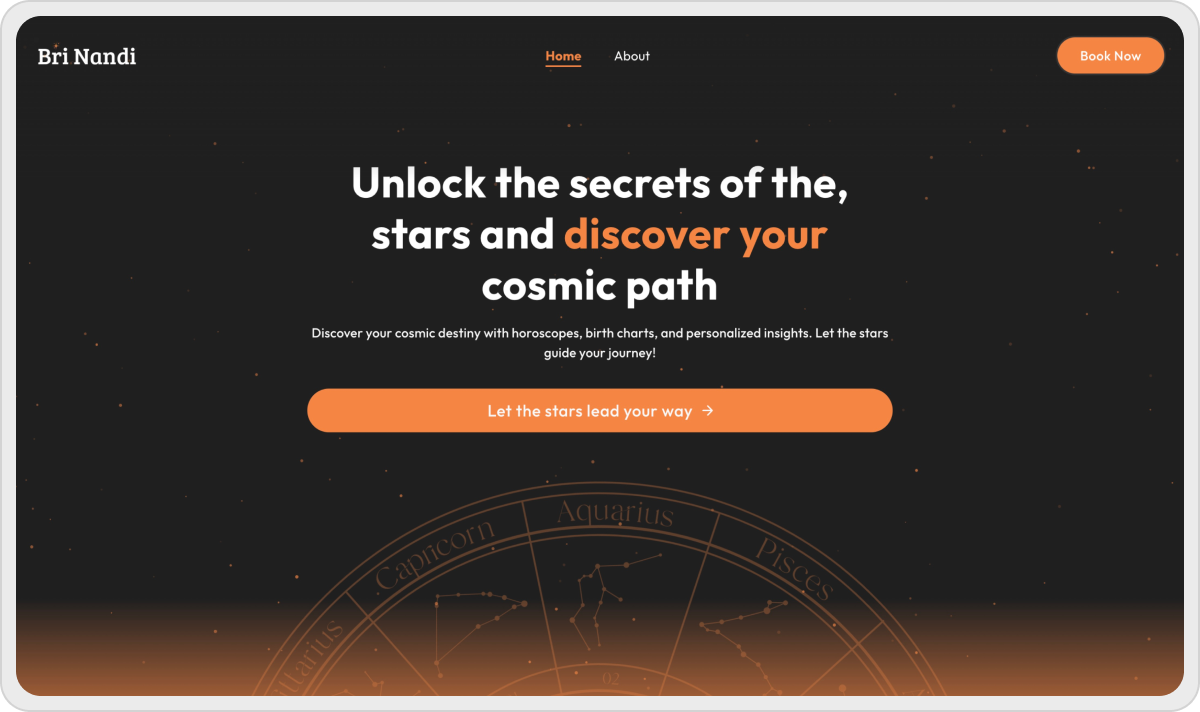 Bri Nandi
Home
About
Book Now
Unlock the secrets of the,
stars and discover your
cosmic path
Discover your cosmic destiny with horoscopes, birth charts, and personalized insights. Let the stars
guide your journey!
Let the stars lead your way →
Capricorn
Aquarius
Pisces
ittarius
02